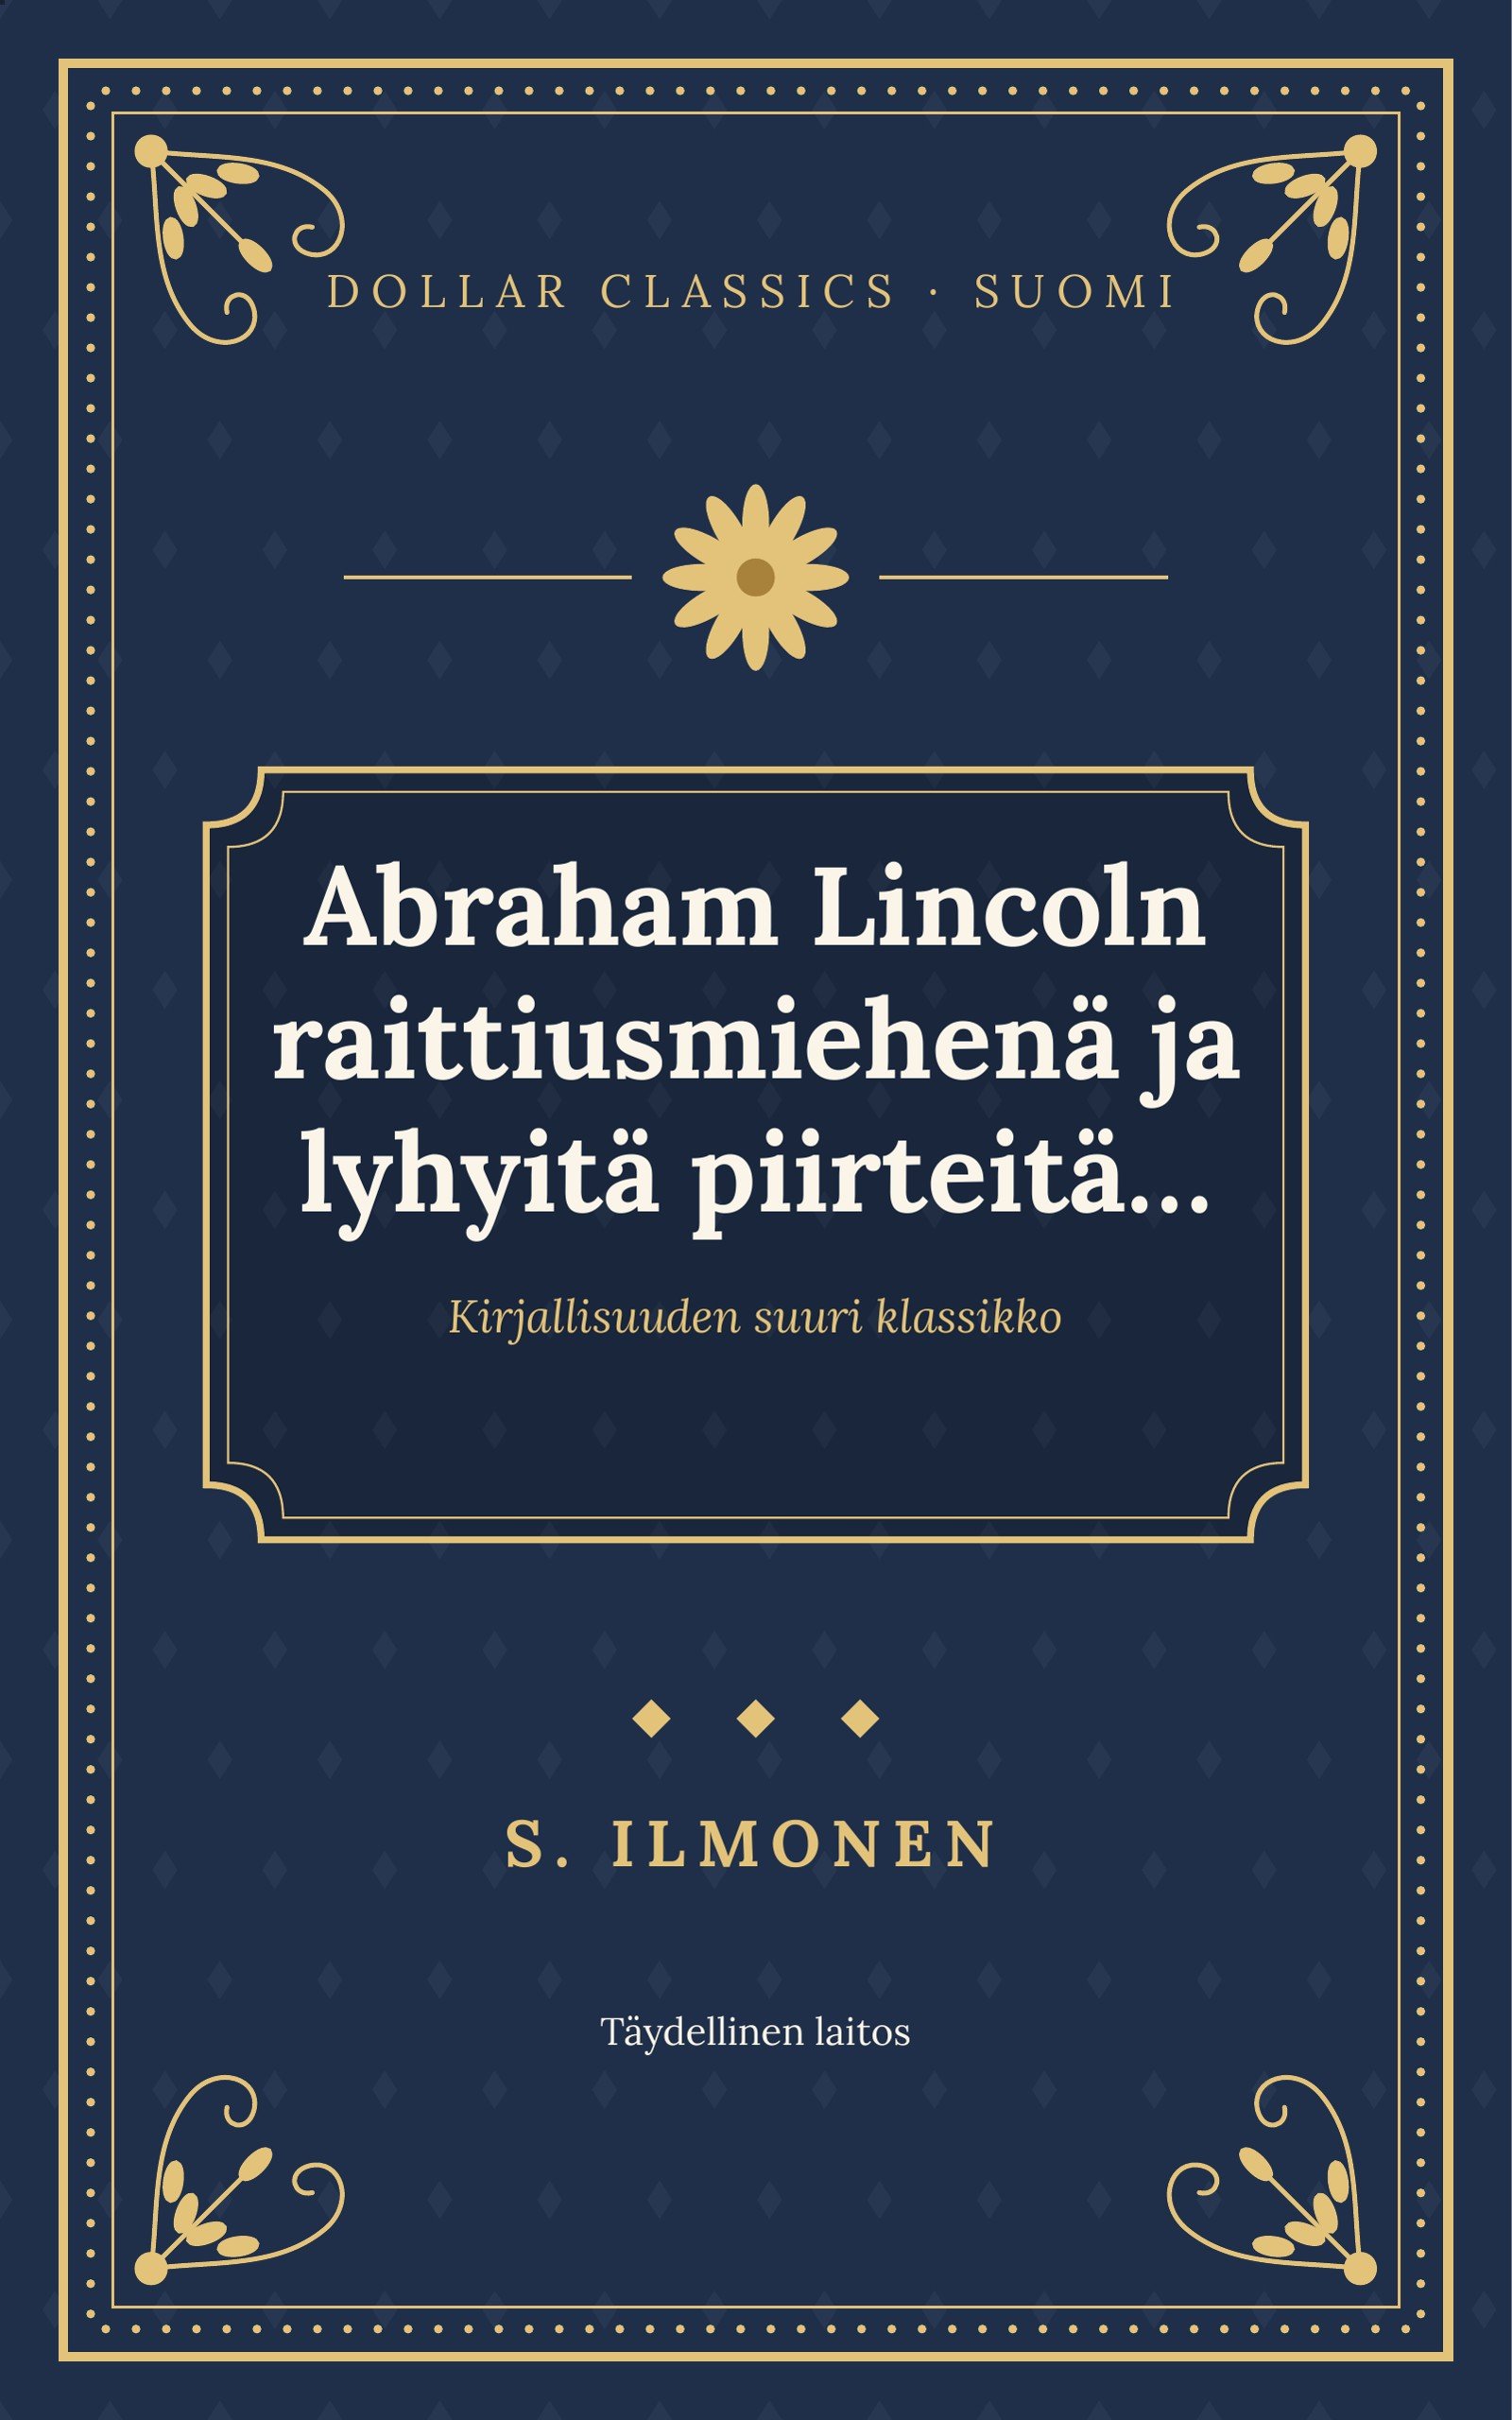 DOLLAR CLASSICS · SUOMI
Abraham Lincoln
raittiusmiehenä ja
lyhyitä piirteitä...
Kirjallisuuden suuri klassikko
S. ILMONEN
Täydellinen laitos